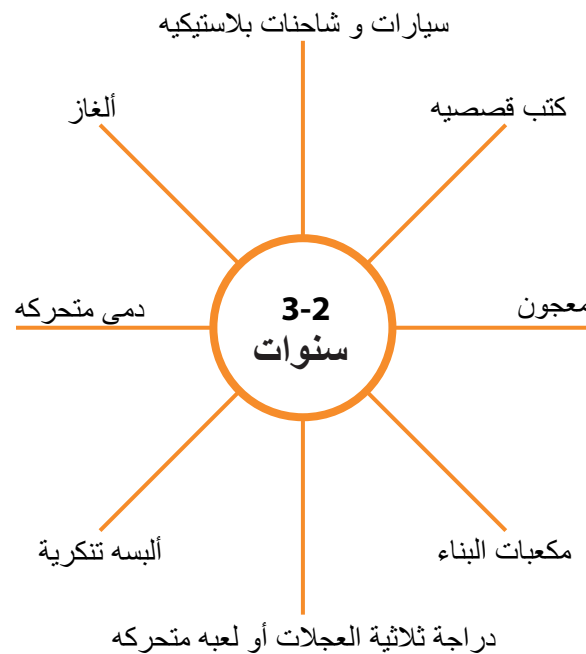 سيارات و شاحنات بلاستيكيه
كتب قصصيه
ألغاز
3-2
سنوات
معجون
دمى متحركه
مكعبات البناء
ألبسه تنكرية
دراجة ثلاثية العجلات أو لعبه متحركه